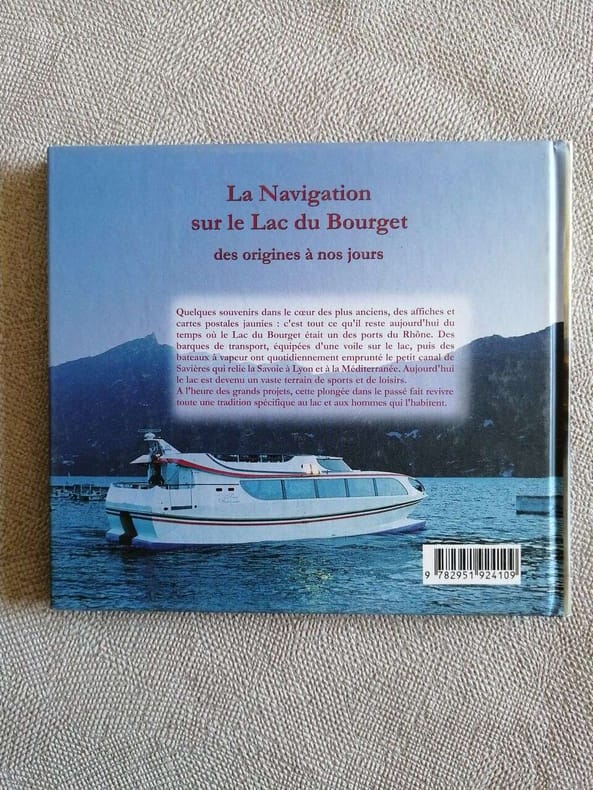 La Navigation
sur le Lac du Bourget
des origines à nos jours
Quelques souvenirs dans le cœur des plus anciens, des affiches et
cartes postales jaunies : c'est tout ce qu'il reste aujourd'hui du
temps où le Lac du Bourget était un des ports du Rhône. Des
barques de transport, équipées d'une voile sur le lac, puis des
bateaux à vapeur ont quotidiennement emprunté le petit canal de
Savières qui relie la Savoie à Lyon et à la Méditerranée. Aujourd'hui
le lac est devenu un vaste terrain de sports et de loisirs.
A l'heure des grands projets, cette plongée dans le passé fait revivre
toute une tradition spécifique au lac et aux hommes qui l'habitent.
9 782951 924109